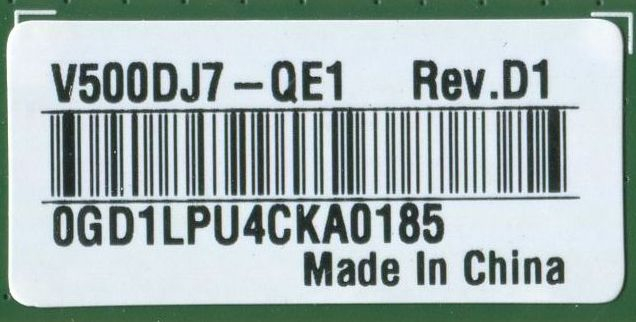 V500DJ7-QE1 Rev.D1
0GD1LPU4CKA0185
Made In China